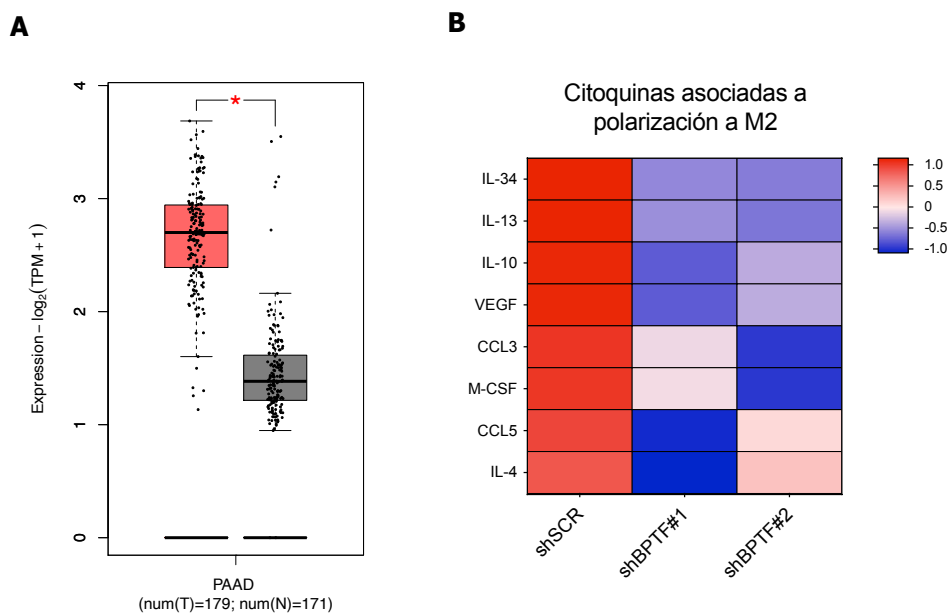 A
Expression – log₂(TPM + 1)
4
3
2
1
0
*
PAAD
(num(T)=179; num(N)=171)
B
Citoquinas asociadas a
polarización a M2
IL-34
IL-13
IL-10
VEGF
CCL3
M-CSF
CCL5
IL-4
shSCR
shBPTF#1
shBPTF#2
1.0
0.5
0
-0.5
-1.0